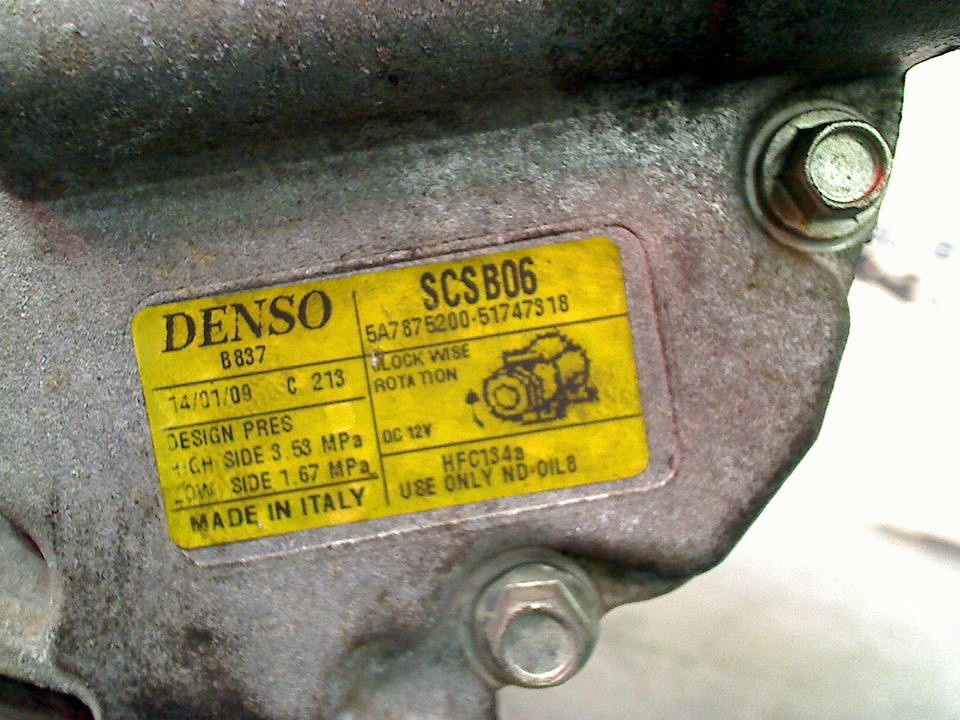 DENSO
B837
14/01/09 C 213
DESIGN PRES
HIGH SIDE 3.53 MPa
LOW SIDE 1.67 MPa
MADE IN ITALY
SCSB06
5A7875200-51747318
CLOCK WISE
ROTATION
DC 12V
HFC134a
USE ONLY ND-OIL8